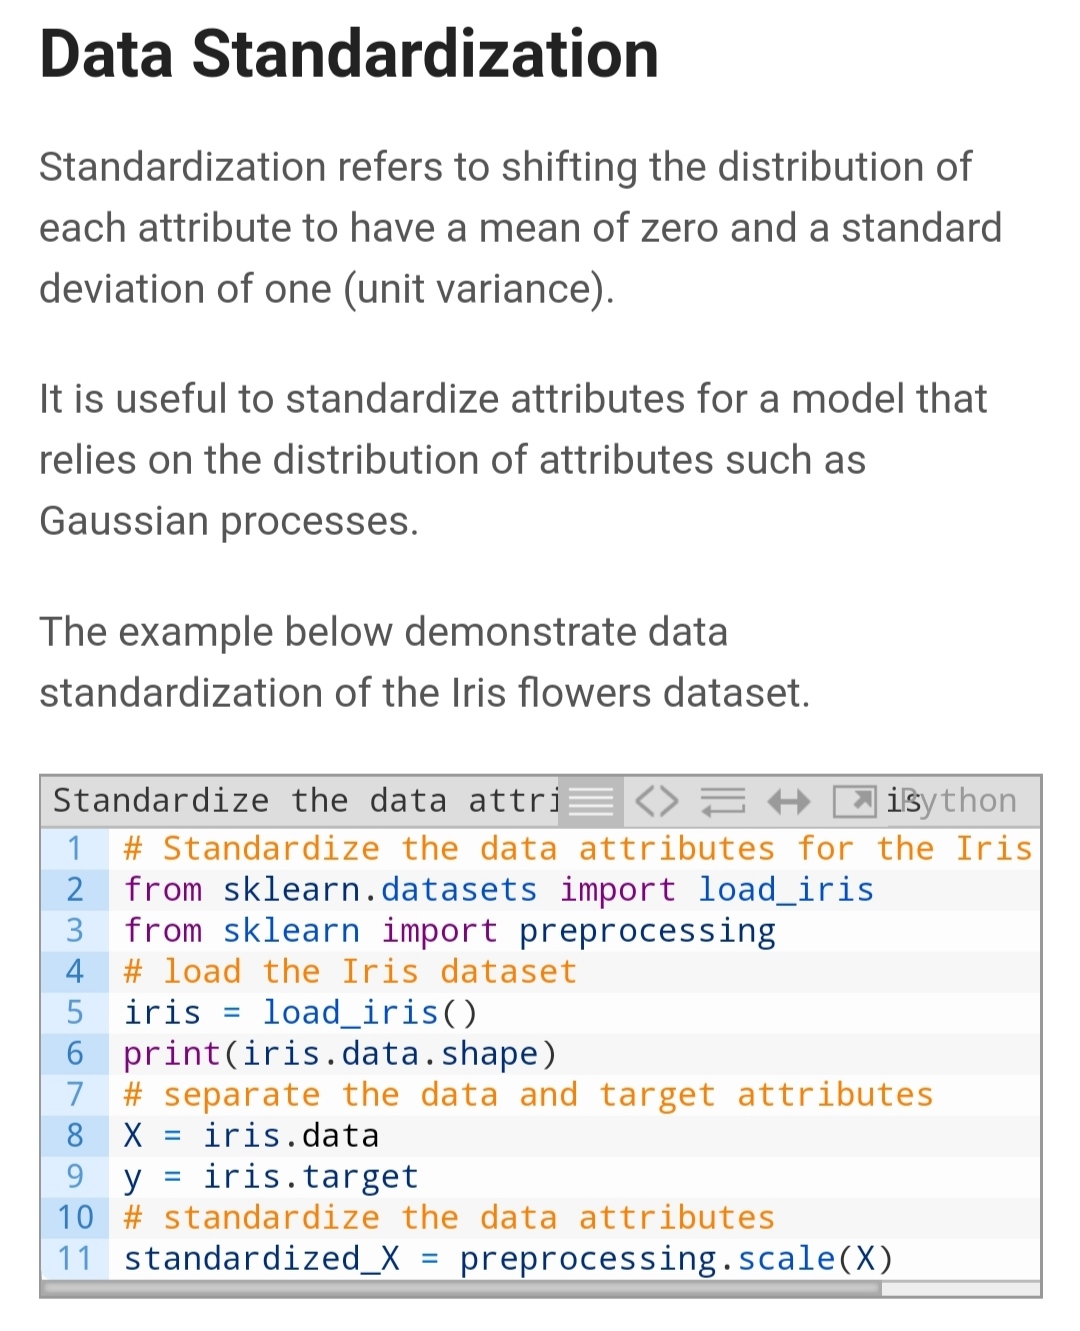 Data Standardization
Standardization refers to shifting the distribution of
each attribute to have a mean of zero and a standard
deviation of one (unit variance).
It is useful to standardize attributes for a model that
relies on the distribution of attributes such as
Gaussian processes.
The example below demonstrate data
standardization of the Iris flowers dataset.
Standardize the data attri is Python
1 # Standardize the data attributes for the Iris
2 from sklearn.datasets import load_iris
3 from sklearn import preprocessing
4 # load the Iris dataset
5 iris = load_iris()
6 print(iris.data.shape)
7 # separate the data and target attributes
8 X = iris.data
9 y = iris.target
10 # standardize the data attributes
11 standardized_X = preprocessing.scale(X)